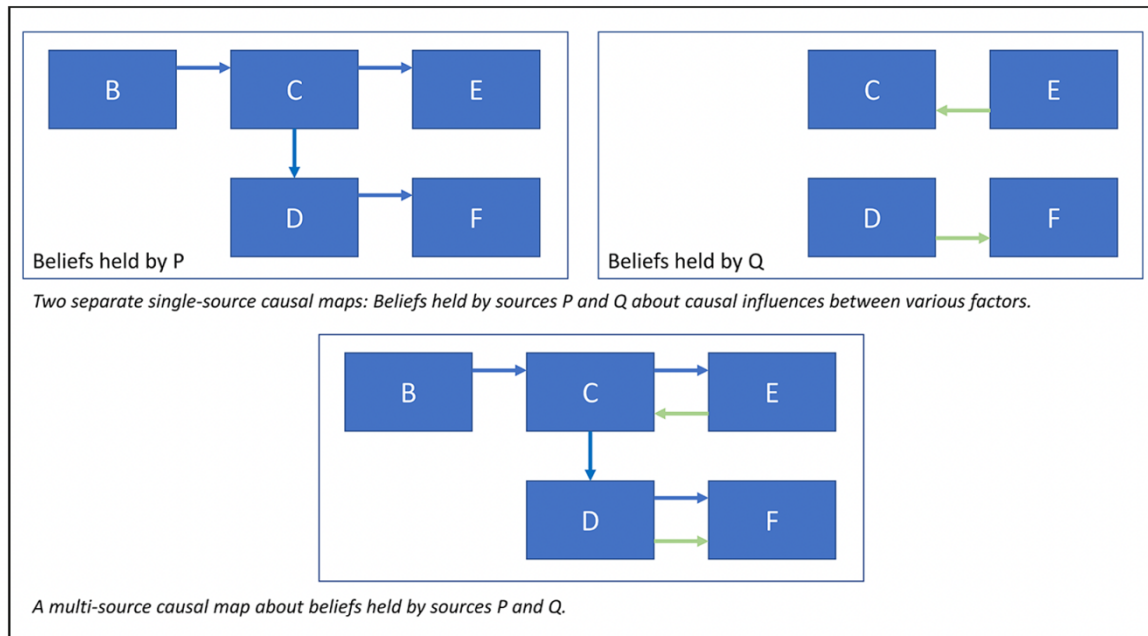 B C E
D F
Beliefs held by P
C E
D F
Beliefs held by Q
Two separate single-source causal maps: Beliefs held by sources P and Q about causal influences between various factors.
B C E
D F
A multi-source causal map about beliefs held by sources P and Q.